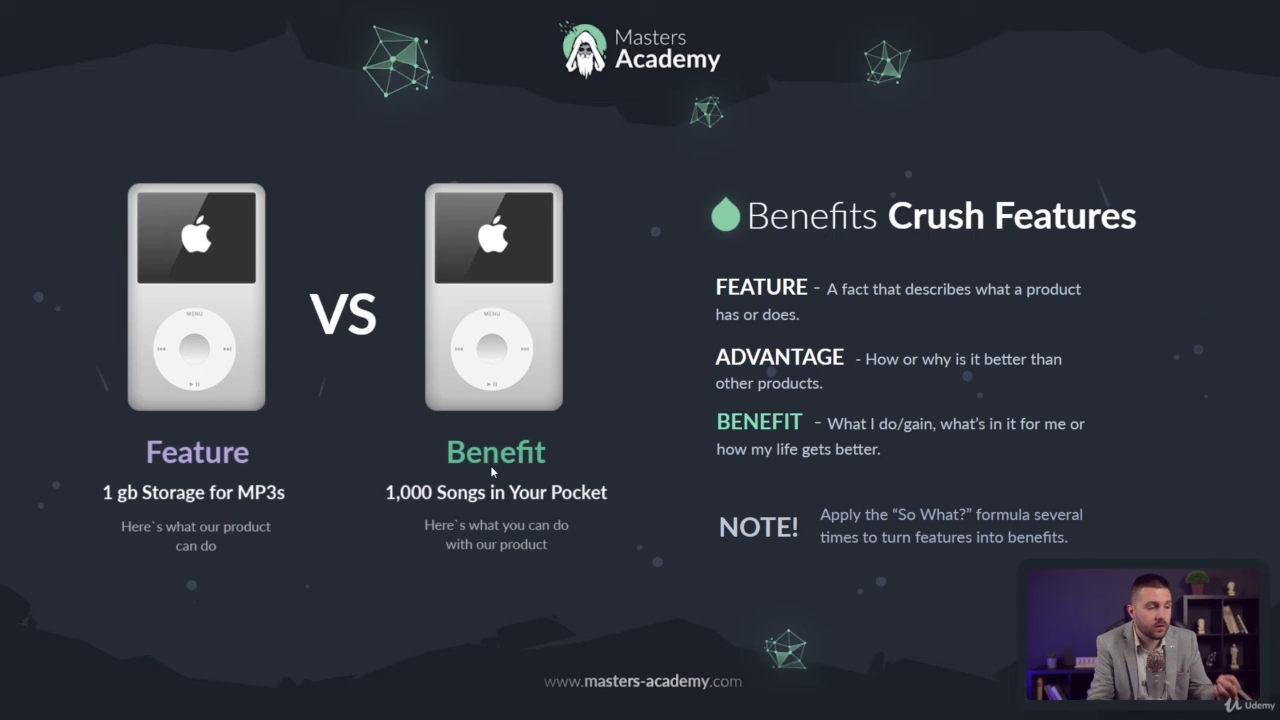 Masters
Academy
MENU
VS
MENU
Feature
1 gb Storage for MP3s
Here`s what our product
can do
Benefit
1,000 Songs in Your Pocket
Here`s what you can do
with our product
Benefits Crush Features
FEATURE - A fact that describes what a product
has or does.
ADVANTAGE - How or why is it better than
other products.
BENEFIT - What I do/gain, what's in it for me or
how my life gets better.
NOTE!
Apply the “So What?” formula several
times to turn features into benefits.
www.masters-academy.com
Udemy